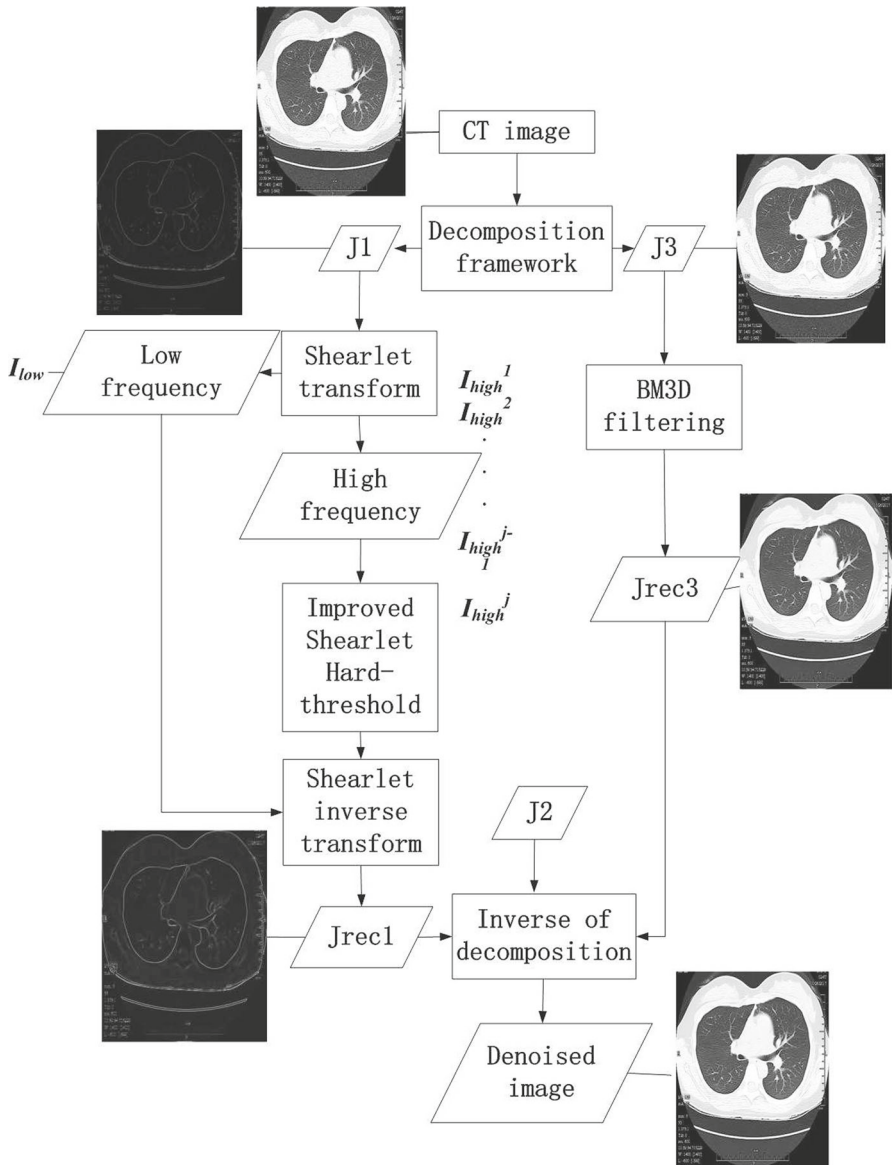 CT image
Decomposition
framework
J1
J3
Low
frequency
I_low
Shearlet
transform
I_high^1
I_high^2
.
.
.
I_high^j-
1
I_high^j
BM3D
filtering
High
frequency
Improved
Shearlet
Hard-
threshold
Jrec3
Shearlet
inverse
transform
J2
Jrec1
Inverse of
decomposition
Denoised
image